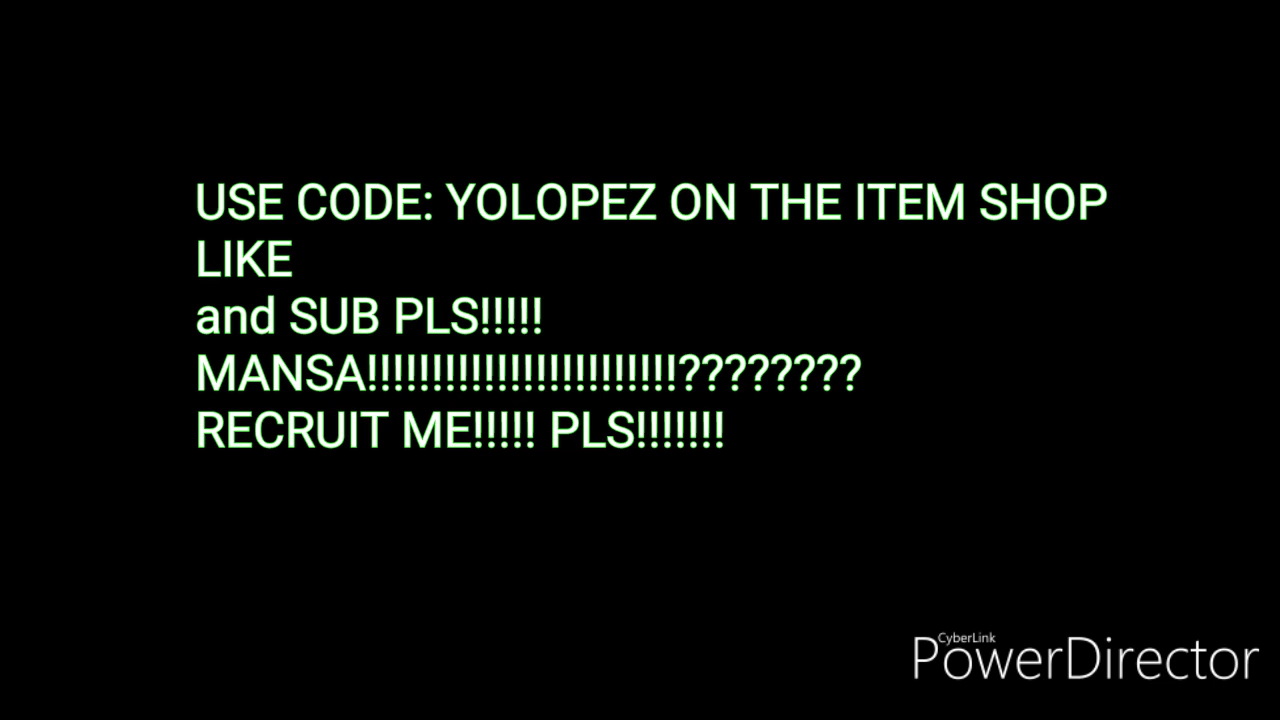 USE CODE: YOLOPEZ ON THE ITEM SHOP
LIKE
and SUB PLS!!!!!
MANSA!!!!!!!!!!!!!!!!!!!!!!!!!????????
RECRUIT ME!!!!! PLS!!!!!!!
CyberLink
PowerDirector